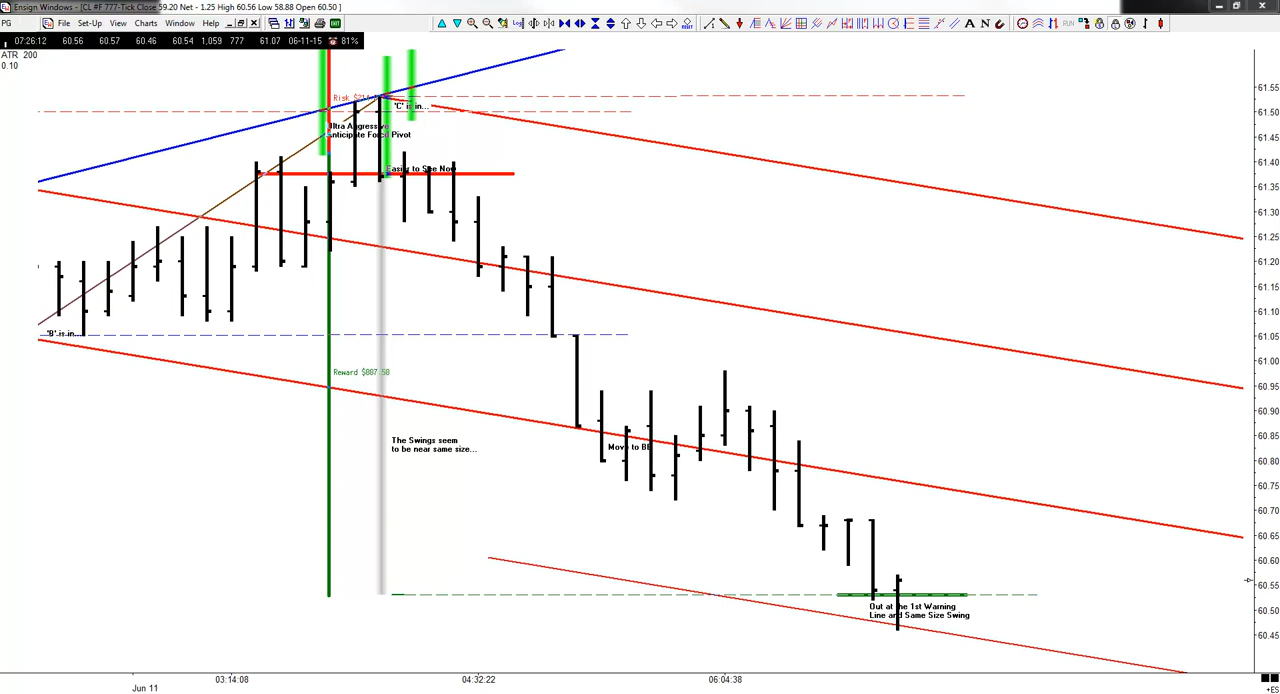 Ensign Windows - [CL #F 777-Tick Close 59.20 Net - 1.25 High 60.56 Low 58.88 Open 60.50 ]
PG File Set-Up View Charts Window Help
Log RUN A N
07:26:12 60.56 60.57 60.46 60.54 1,059 777 61.07 06-11-15 81%
ATR 200
0.10
'C' is in...
Ultra Aggressive
Anticipate Forcd Pivot
Easier to See Now
'B' is in...
Reward $887.50
The Swings seem
to be near same size...
Move to BE
Out at the 1st Warning
Line and Same Size Swing
61.55
61.50
61.45
61.40
61.35
61.30
61.25
61.20
61.15
61.10
61.05
61.00
60.95
60.90
60.85
60.80
60.75
60.70
60.65
60.60
60.55
60.50
60.45
03:14:08 04:32:22 06:04:38
Jun 11
+ES